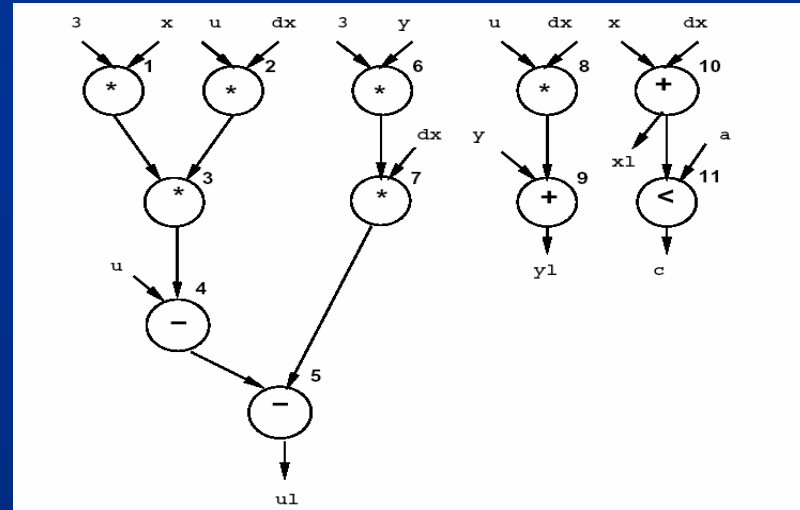 3 x u dx 3 y u dx x dx
* 1 * 2 * 6 * 8 + 10
dx y xl a
* 3 * 7 + 9 < 11
u yl c
− 4
− 5
ul